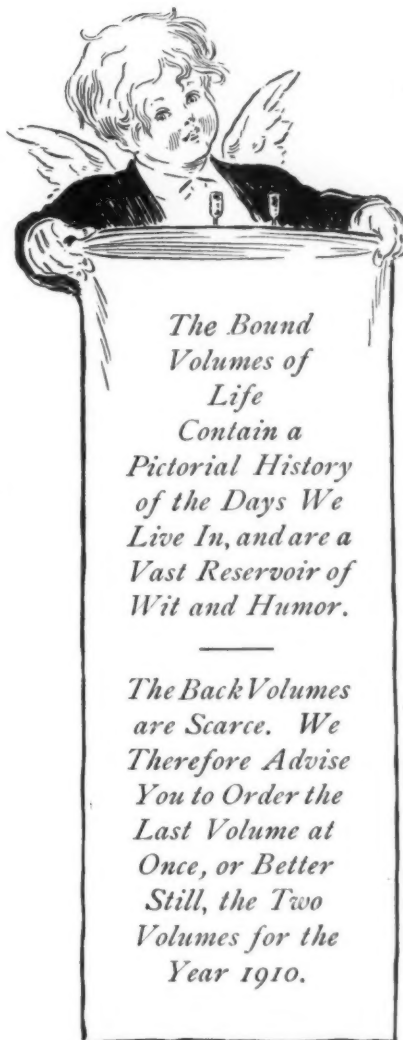 The Bound
Volumes of
Life
Contain a
Pictorial History
of the Days We
Live In, and are a
Vast Reservoir of
Wit and Humor.
The Back Volumes
are Scarce. We
Therefore Advise
You to Order the
Last Volume at
Once, or Better
Still, the Two
Volumes for the
Year 1910.